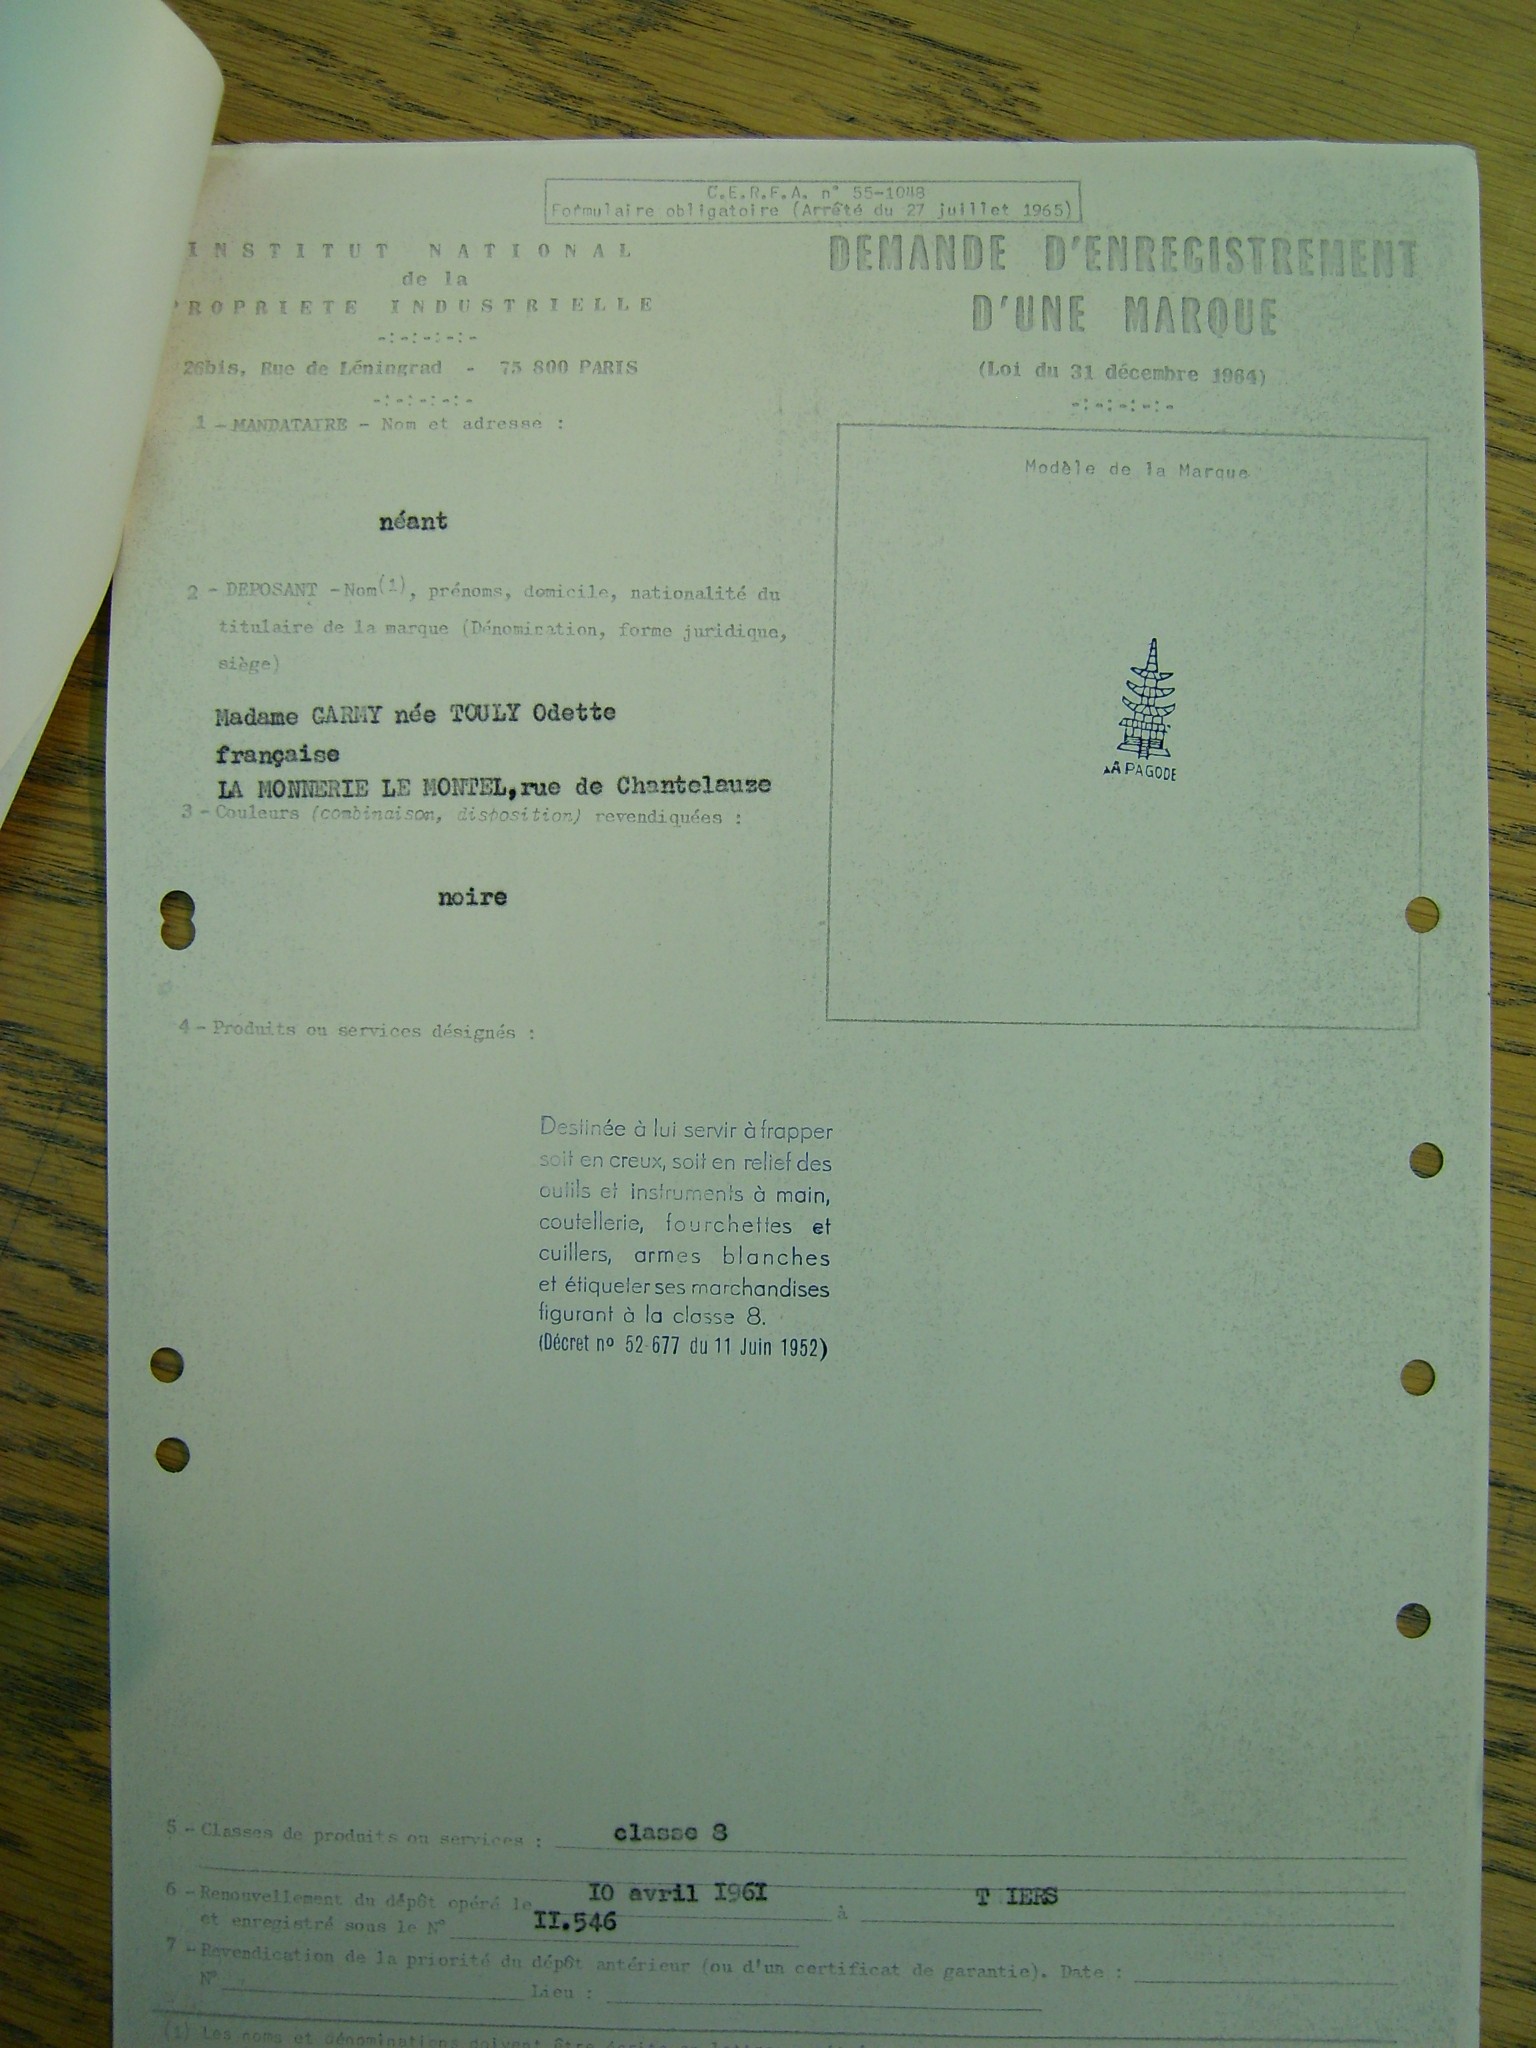 C.E.R.F.A. n° 55-1048
Formulaire obligatoire (Arrêté du 27 juillet 1965)
INSTITUT NATIONAL
de la
PROPRIETE INDUSTRIELLE
-:-:-:-:-
26bis, Rue de Léningrad - 75 800 PARIS
-:-:-:-:-
DEMANDE D'ENREGISTREMENT
D'UNE MARQUE
(Loi du 31 décembre 1964)
-:-:-:-:-
1 - MANDATAIRE - Nom et adresse :
néant
2 - DEPOSANT - Nom(1), prénoms, domicile, nationalité du
titulaire de la marque (Dénomination, forme juridique,
siège)
Madame GARMY née TOULY Odette
française
LA MONNERIE LE MONTEL, rue de Chantelauze
3 - Couleurs (combinaison, disposition) revendiquées :
noire
Modèle de la Marque
PAGODE
4 - Produits ou services désignés :
Destinée à lui servir à frapper
soit en creux, soit en relief des
outils et instruments à main,
coutellerie, fourchettes et
cuillers, armes blanches
et étiqueter ses marchandises
figurant à la classe 8.
(Décret nº 52-677 du 11 Juin 1952)
5 - Classes de produits ou services : classe 8
6 - Renouvellement du dépôt opéré le 10 avril 1961 à T IERS
et enregistré sous le N° II.546
7 - Revendication de la priorité du dépôt antérieur (ou d'un certificat de garantie). Date :
N° Lieu :
(1) Les noms et dénominations doivent être écrits en